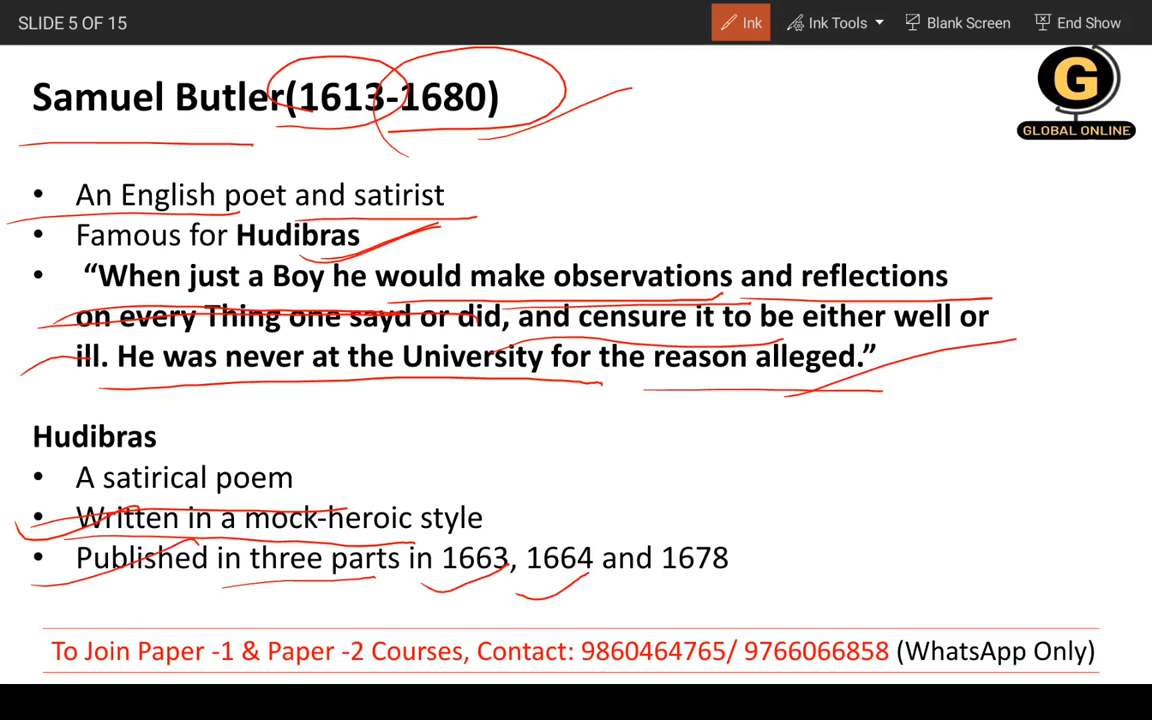 SLIDE 5 OF 15
Ink
Ink Tools
Blank Screen
End Show
G
GLOBAL ONLINE
Samuel Butler(1613-1680)
• An English poet and satirist
• Famous for Hudibras
• “When just a Boy he would make observations and reflections
on every Thing one sayd or did, and censure it to be either well or
ill. He was never at the University for the reason alleged.”
Hudibras
• A satirical poem
• Written in a mock-heroic style
• Published in three parts in 1663, 1664 and 1678
To Join Paper -1 & Paper -2 Courses, Contact: 9860464765/ 9766066858 (WhatsApp Only)